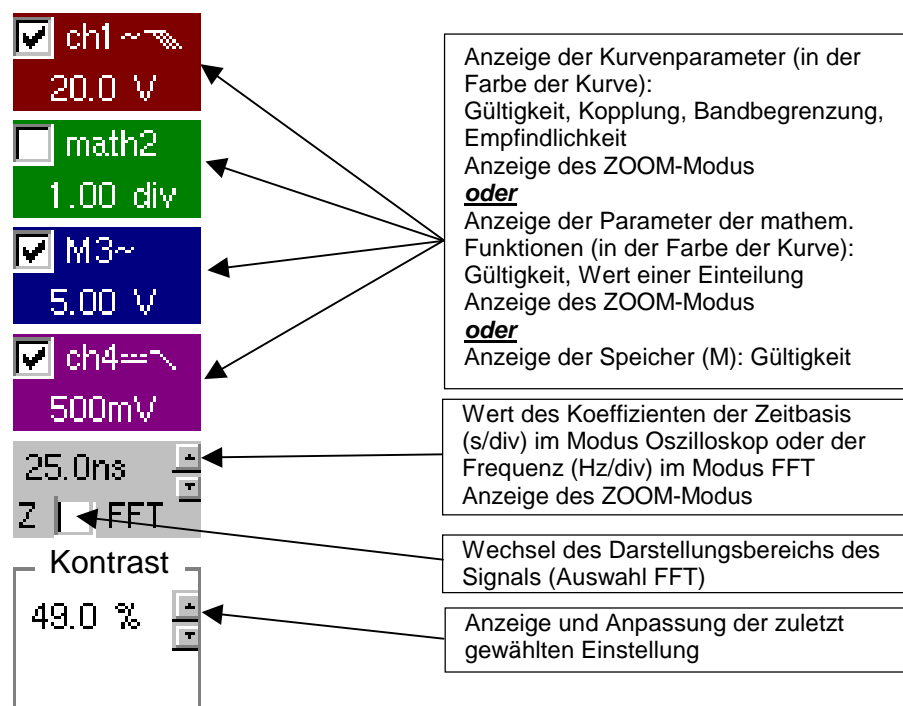 ch1 ~
20.0 V
math2
1.00 div
M3~
5.00 V
ch4
500mV
25.0ns
Z FFT
Kontrast
49.0 %
Anzeige der Kurvenparameter (in der
Farbe der Kurve):
Gültigkeit, Kopplung, Bandbegrenzung,
Empfindlichkeit
Anzeige des ZOOM-Modus
oder
Anzeige der Parameter der mathem.
Funktionen (in der Farbe der Kurve):
Gültigkeit, Wert einer Einteilung
Anzeige des ZOOM-Modus
oder
Anzeige der Speicher (M): Gültigkeit
Wert des Koeffizienten der Zeitbasis
(s/div) im Modus Oszilloskop oder der
Frequenz (Hz/div) im Modus FFT
Anzeige des ZOOM-Modus
Wechsel des Darstellungsbereichs des
Signals (Auswahl FFT)
Anzeige und Anpassung der zuletzt
gewählten Einstellung